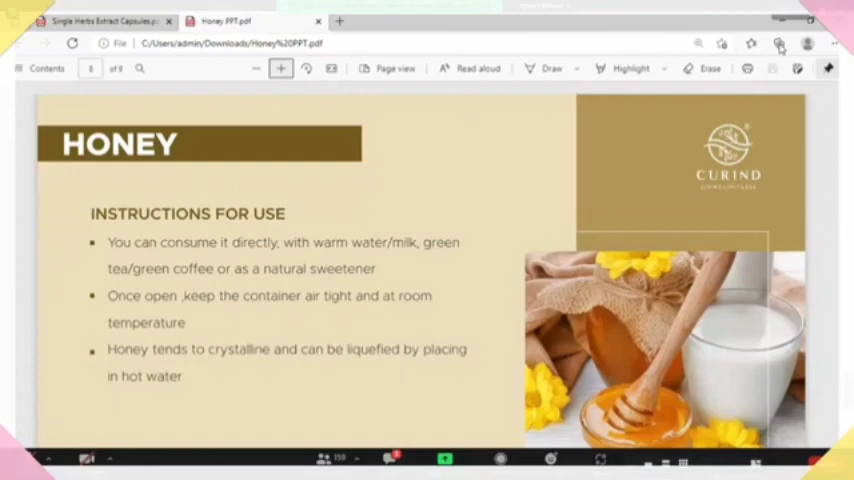 Single Herbs Extract Capsules.pd
Honey PPT.pdf
File
C:/Users/admin/Downloads/Honey%20PPT.pdf
Contents
8
of 9
Page view
Read aloud
Draw
Highlight
Erase
HONEY
CURIND
INSTRUCTIONS FOR USE
You can consume it directly, with warm water/milk, green
tea/green coffee or as a natural sweetener
Once open ,keep the container air tight and at room
temperature
Honey tends to crystalline and can be liquefied by placing
in hot water
159